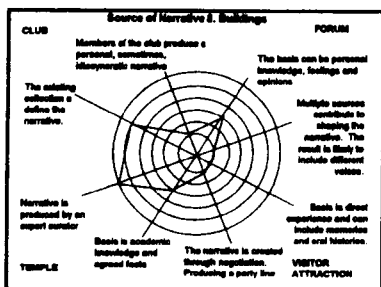 Source of Narrative & Buildings
CLUB
FORUM
Members of the club produce a
personal, sometimes,
idiosyncratic narrative
The basis can be personal
knowledge, feelings and
opinions
The existing
collection s
define the
narrative.
Multiple sources
contribute to
shaping the
narrative. The
result is likely to
include different
voices.
Narrative is
produced by an
expert curator
Basis is direct
experience and can
include memories
and oral histories.
Basis is academic
knowledge and
agreed facts
The narrative is created
through negotiation.
Producing a party line
TEMPLE
VISITOR
ATTRACTION